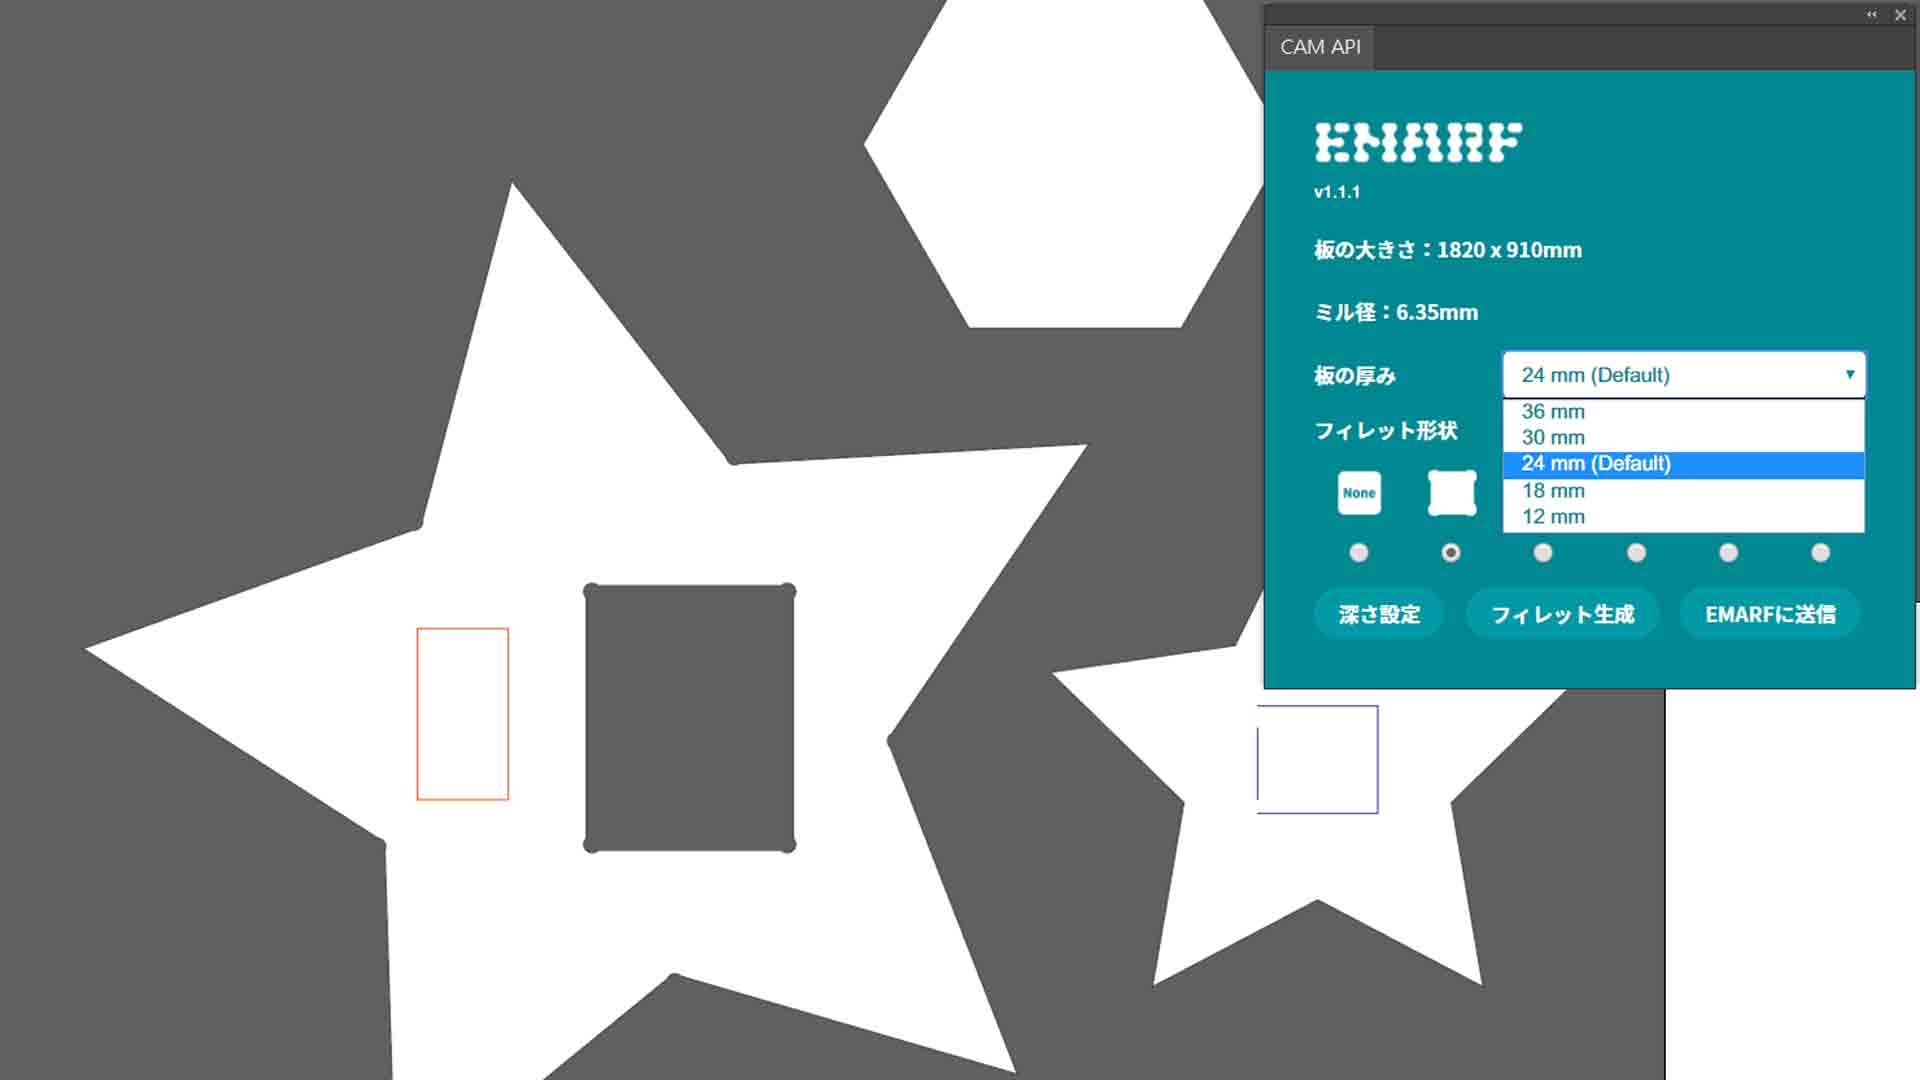 CAM API
EMARF
v1.1.1
板の大きさ：1820 x 910mm
ミル径：6.35mm
板の厚み
24 mm (Default)
36 mm
30 mm
24 mm (Default)
18 mm
12 mm
フィレット形状
None
深さ設定
フィレット生成
EMARFに送信